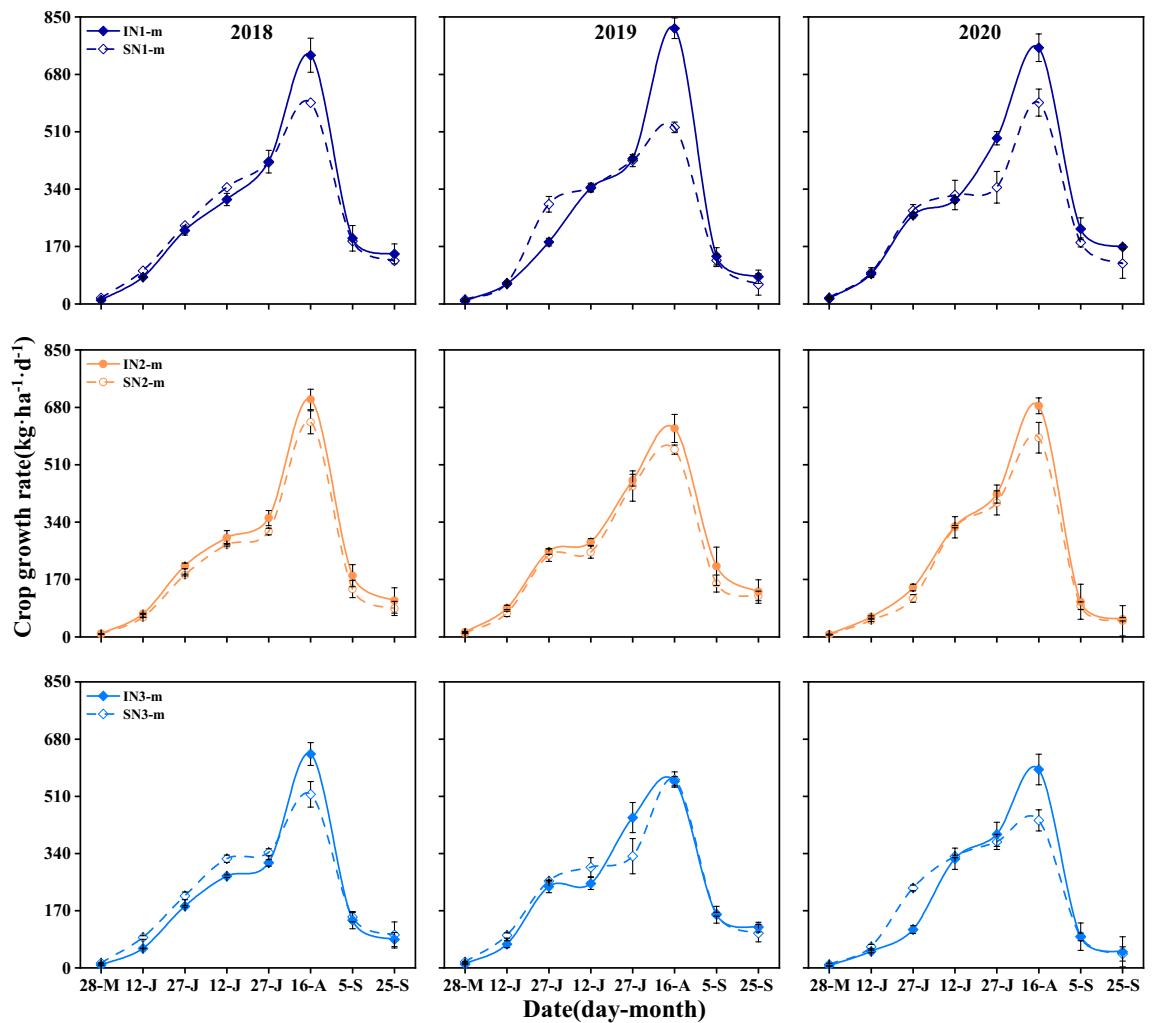 2018
2019
2020
IN1-m
SN1-m
850
680
510
340
170
0
IN2-m
SN2-m
850
680
510
340
170
0
IN3-m
SN3-m
850
680
510
340
170
0
Crop growth rate(kg·ha⁻¹·d⁻¹)
28-M 12-J 27-J 12-J 27-J 16-A 5-S 25-S
28-M 12-J 27-J 12-J 27-J 16-A 5-S 25-S
28-M 12-J 27-J 12-J 27-J 16-A 5-S 25-S
Date(day-month)